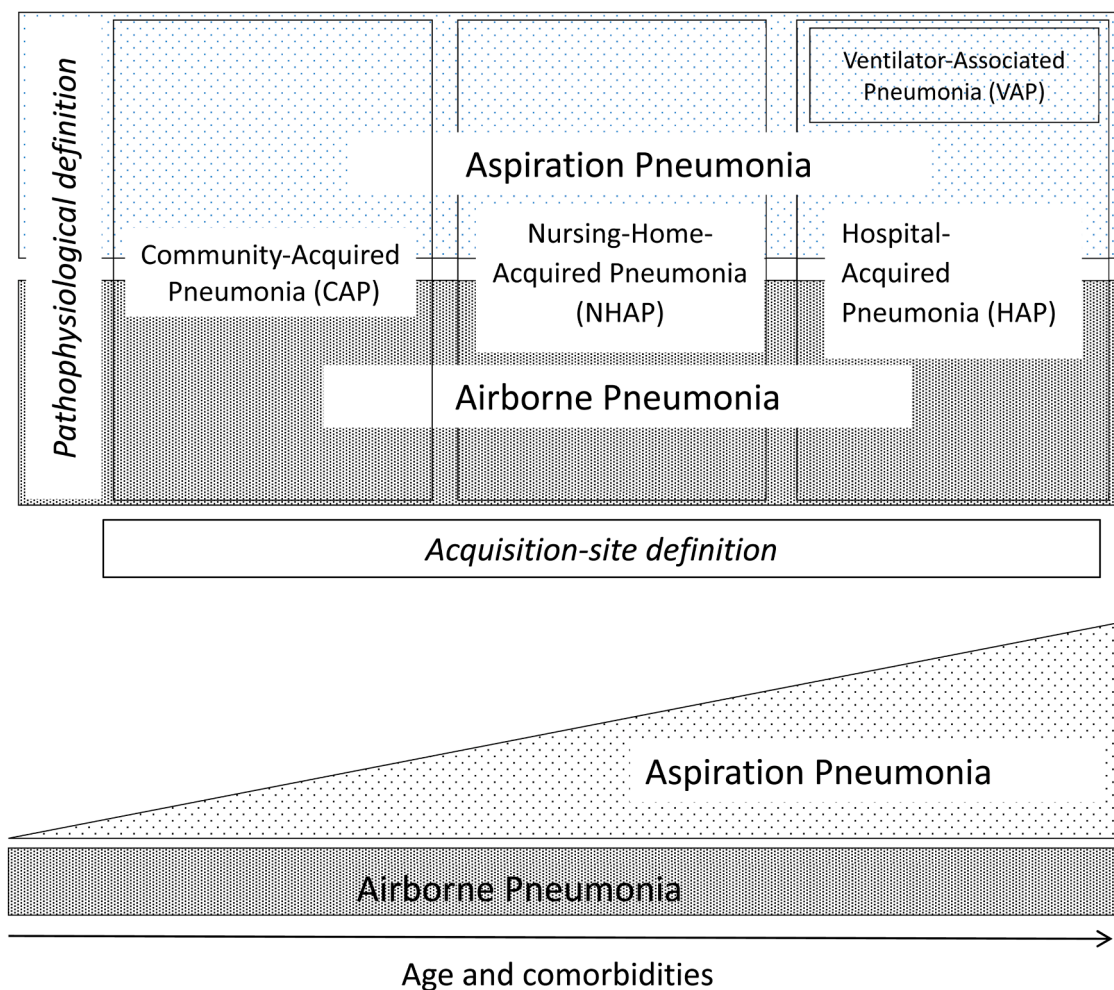 Pathophysiological definition
Ventilator-Associated
Pneumonia (VAP)
Aspiration Pneumonia
Community-Acquired
Pneumonia (CAP)
Nursing-Home-
Acquired Pneumonia
(NHAP)
Hospital-
Acquired
Pneumonia (HAP)
Airborne Pneumonia
Acquisition-site definition
Aspiration Pneumonia
Airborne Pneumonia
Age and comorbidities